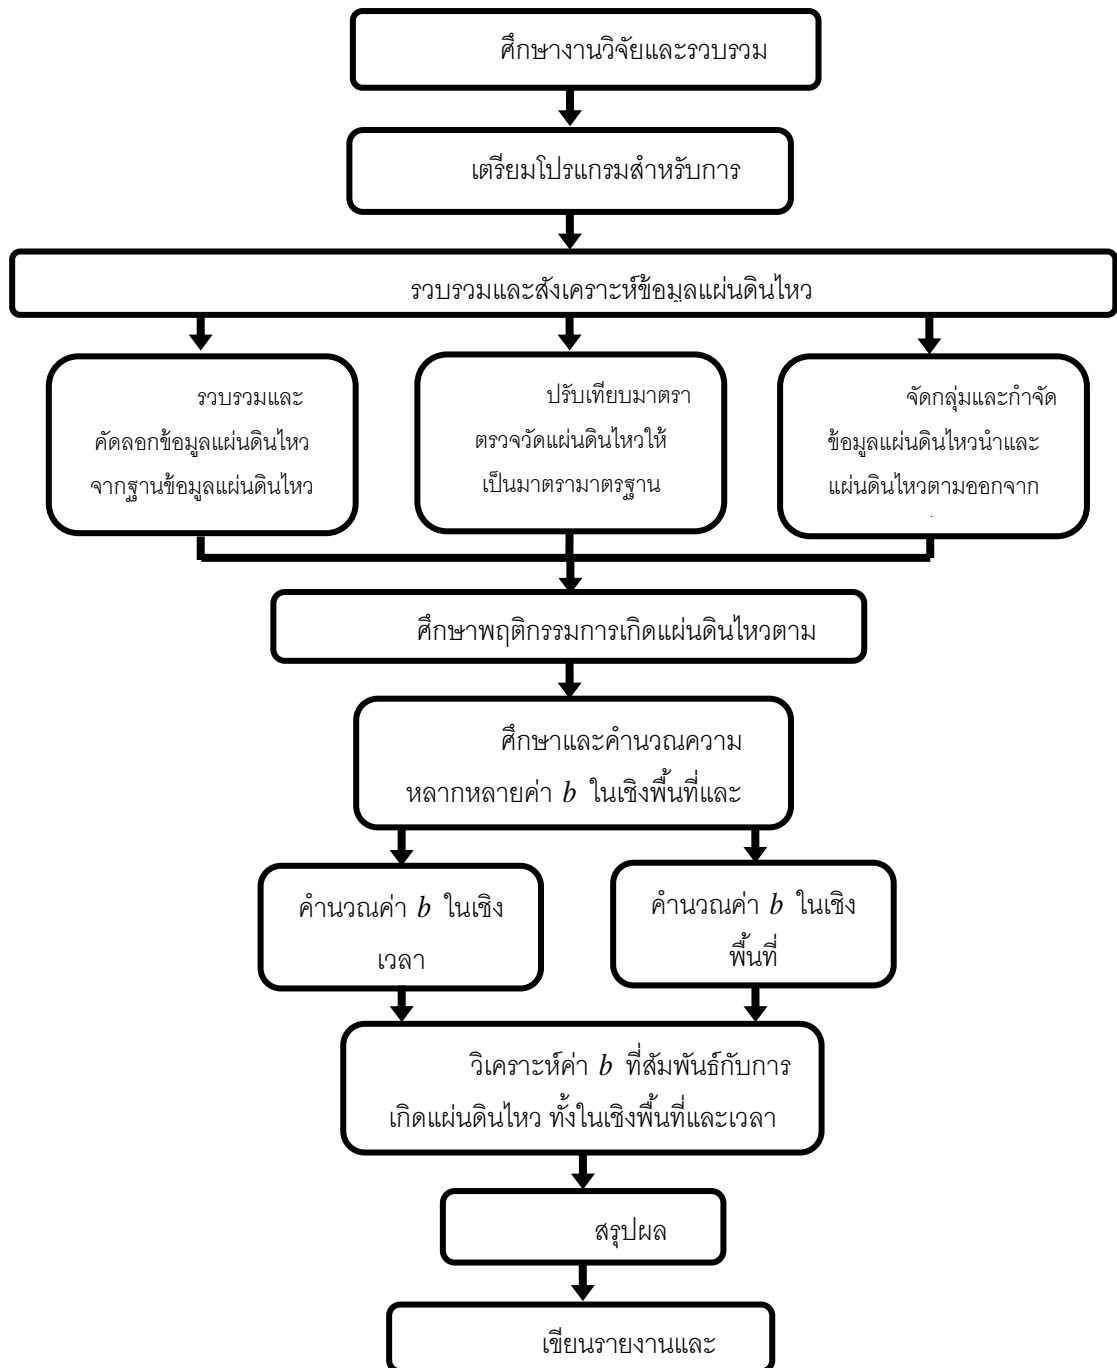 ศึกษางานวิจัยและรวบรวม
เตรียมโปรแกรมสำหรับการ
รวบรวมและสังเคราะห์ข้อมูลแผ่นดินไหว
รวบรวมและ
คัดลอกข้อมูลแผ่นดินไหว
จากฐานข้อมูลแผ่นดินไหว
ปรับเทียบมาตรา
ตรวจวัดแผ่นดินไหวให้
เป็นมาตรามาตรฐาน
จัดกลุ่มและกำจัด
ข้อมูลแผ่นดินไหวนำและ
แผ่นดินไหวตามออกจาก
ศึกษาพฤติกรรมการเกิดแผ่นดินไหวตาม
ศึกษาและคำนวณความ
หลากหลายค่า b ในเชิงพื้นที่และ
คำนวณค่า b ในเชิง
เวลา
คำนวณค่า b ในเชิง
พื้นที่
วิเคราะห์ค่า b ที่สัมพันธ์กับการ
เกิดแผ่นดินไหว ทั้งในเชิงพื้นที่และเวลา
สรุปผล
เขียนรายงานและ